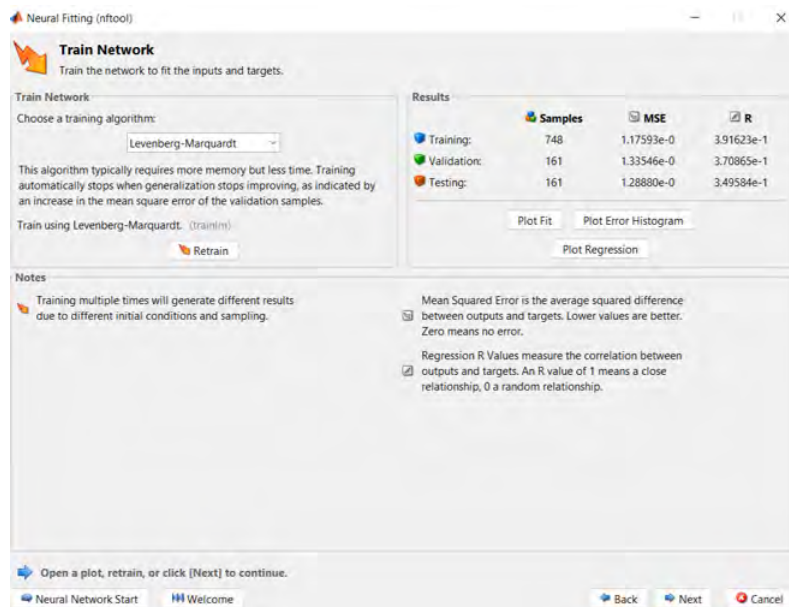 Neural Fitting (nftool)
Train Network
Train the network to fit the inputs and targets.
Train Network
Choose a training algorithm:
Levenberg-Marquardt
This algorithm typically requires more memory but less time. Training
automatically stops when generalization stops improving, as indicated by
an increase in the mean square error of the validation samples.
Train using Levenberg-Marquardt. (trainlm)
Retrain
Results
Samples MSE R
Training: 748 1.17593e-0 3.91623e-1
Validation: 161 1.33546e-0 3.70865e-1
Testing: 161 1.28880e-0 3.49584e-1
Plot Fit Plot Error Histogram
Plot Regression
Notes
Training multiple times will generate different results
due to different initial conditions and sampling.
Mean Squared Error is the average squared difference
between outputs and targets. Lower values are better.
Zero means no error.
Regression R Values measure the correlation between
outputs and targets. An R value of 1 means a close
relationship, 0 a random relationship.
Open a plot, retrain, or click [Next] to continue.
Neural Network Start Welcome Back Next Cancel